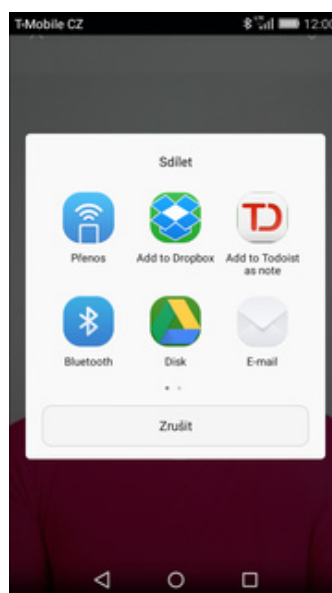 T-Mobile CZ 12:00
Sdílet
Přenos
Add to Dropbox
Add to Todoist
as note
Bluetooth
Disk
E-mail
Zrušit